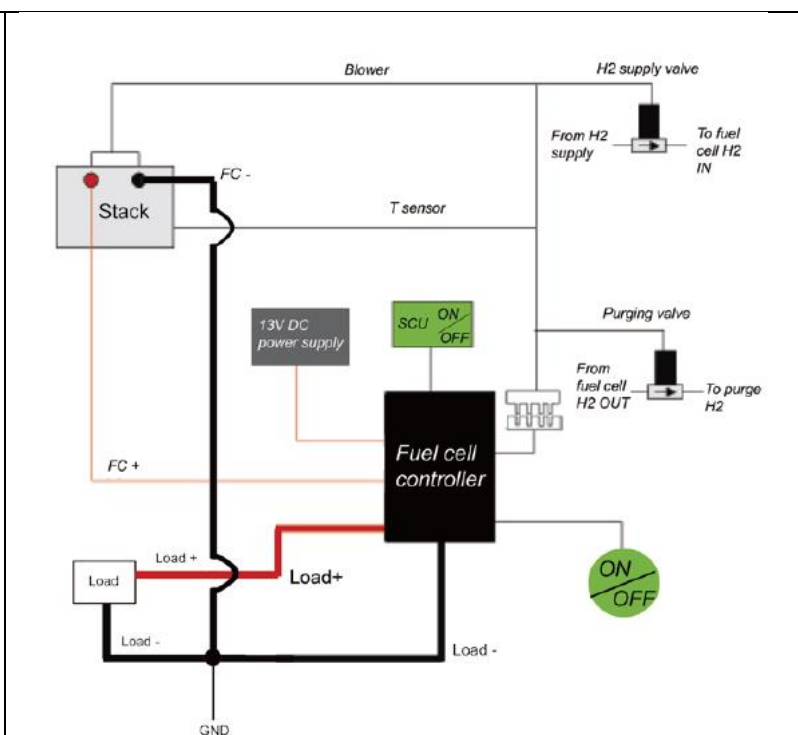 Blower
H2 supply valve
From H2
supply
To fuel
cell H2
IN
FC -
Stack
T sensor
13V DC
power supply
SCU ON
OFF
Purging valve
From
fuel cell
H2 OUT
To purge
H2
Fuel cell
controller
FC +
Load +
Load
Load+
ON
OFF
Load -
Load -
GND